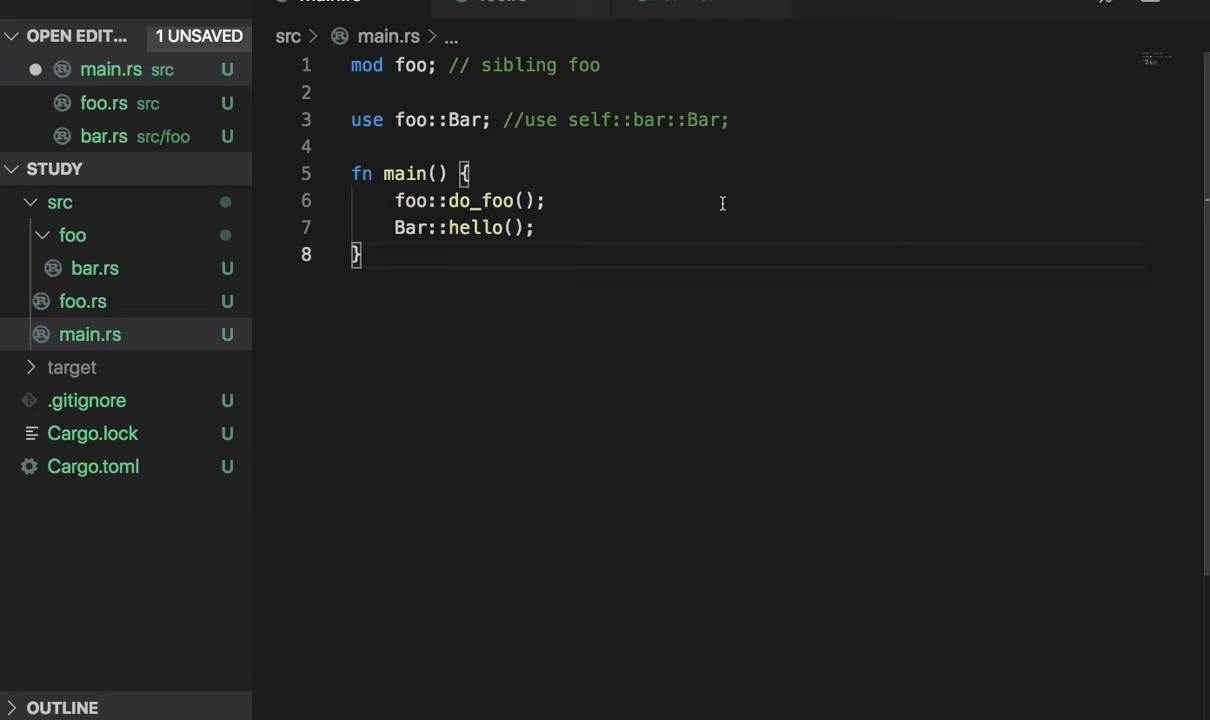 OPEN EDIT... 1 UNSAVED
main.rs src U
foo.rs src U
bar.rs src/foo U
STUDY
src
foo
bar.rs U
foo.rs U
main.rs U
target
.gitignore U
Cargo.lock U
Cargo.toml U
OUTLINE
src > main.rs > ...
1 mod foo; // sibling foo
2
3 use foo::Bar; //use self::bar::Bar;
4
5 fn main() {
6 foo::do_foo();
7 Bar::hello();
8 }